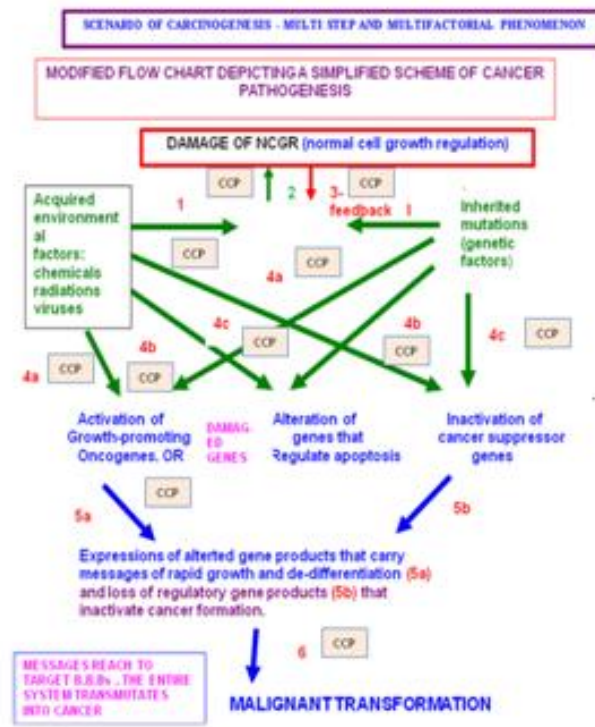 SCENARIO OF CARCINOGENESIS - MULTI STEP AND MULTIFACTORIAL PHENOMENON
MODIFIED FLOW CHART DEPICTING A SIMPLIFIED SCHEME OF CANCER
PATHOGENESIS
DAMAGE OF NCGR (normal cell growth regulation)
CCP
2
3-
feedback
CCP
I
Acquired
environment
al
factors:
chemicals
radiations
viruses
1
CCP
4a
CCP
Inherited
mutations
(genetic
factors)
4a
CCP
4b
CCP
4c
CCP
4b
CCP
4c
CCP
Activation of
Growth-promoting
Oncogenes, OR
DAMAG-
ED
GENES
Alteration of
genes that
Regulate apoptosis
Inactivation of
cancer suppressor
genes
CCP
5a
5b
Expressions of alterted gene products that carry
messages of rapid growth and de-differentiation (5a)
and loss of regulatory gene products (5b) that
inactivate cancer formation.
6
CCP
MESSAGES REACH TO
TARGET B.B.Bs ., THE ENTIRE
SYSTEM TRANSMUTATES
INTO CANCER
MALIGNANT TRANSFORMATION